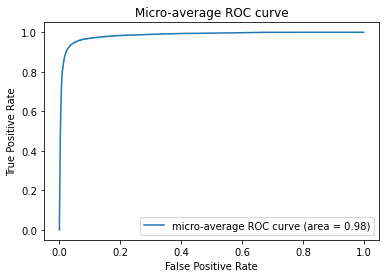 Micro-average ROC curve
True Positive Rate
1.0
0.8
0.6
0.4
0.2
0.0
micro-average ROC curve (area = 0.98)
0.0 0.2 0.4 0.6 0.8 1.0
False Positive Rate